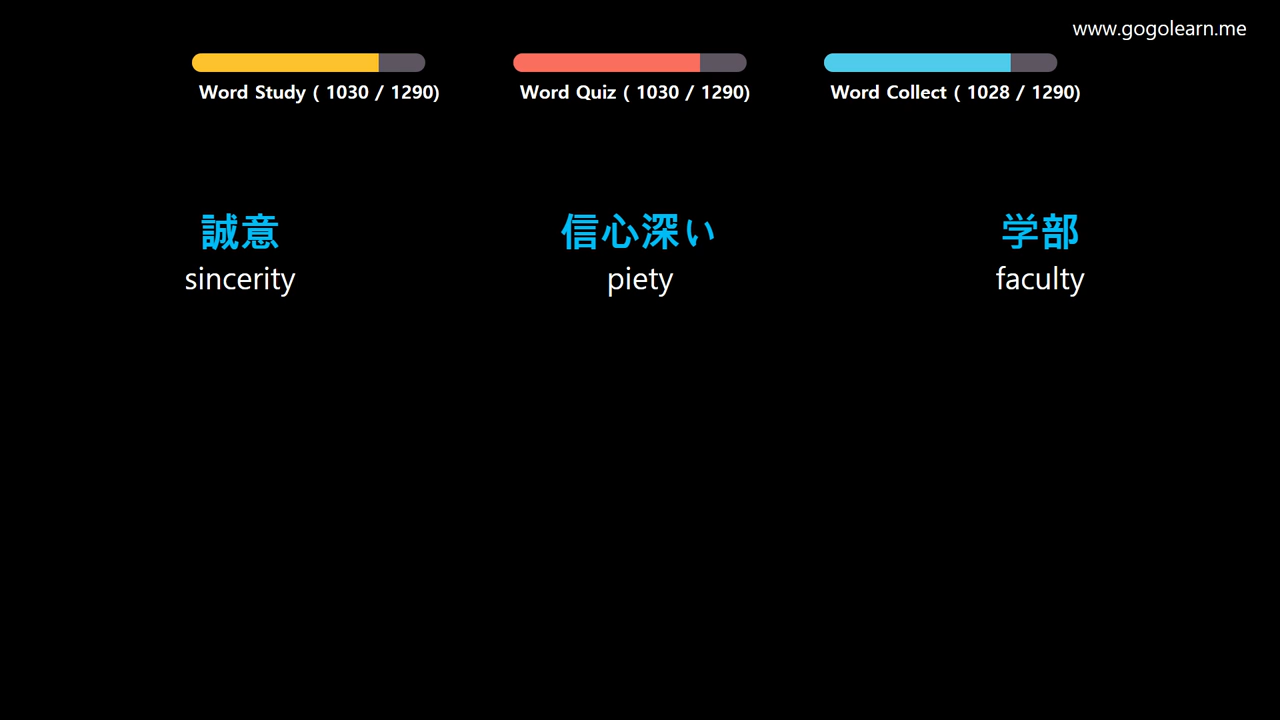 www.gogolearn.me
Word Study ( 1030 / 1290)
Word Quiz ( 1030 / 1290)
Word Collect ( 1028 / 1290)
誠意
sincerity
信心深い
piety
学部
faculty